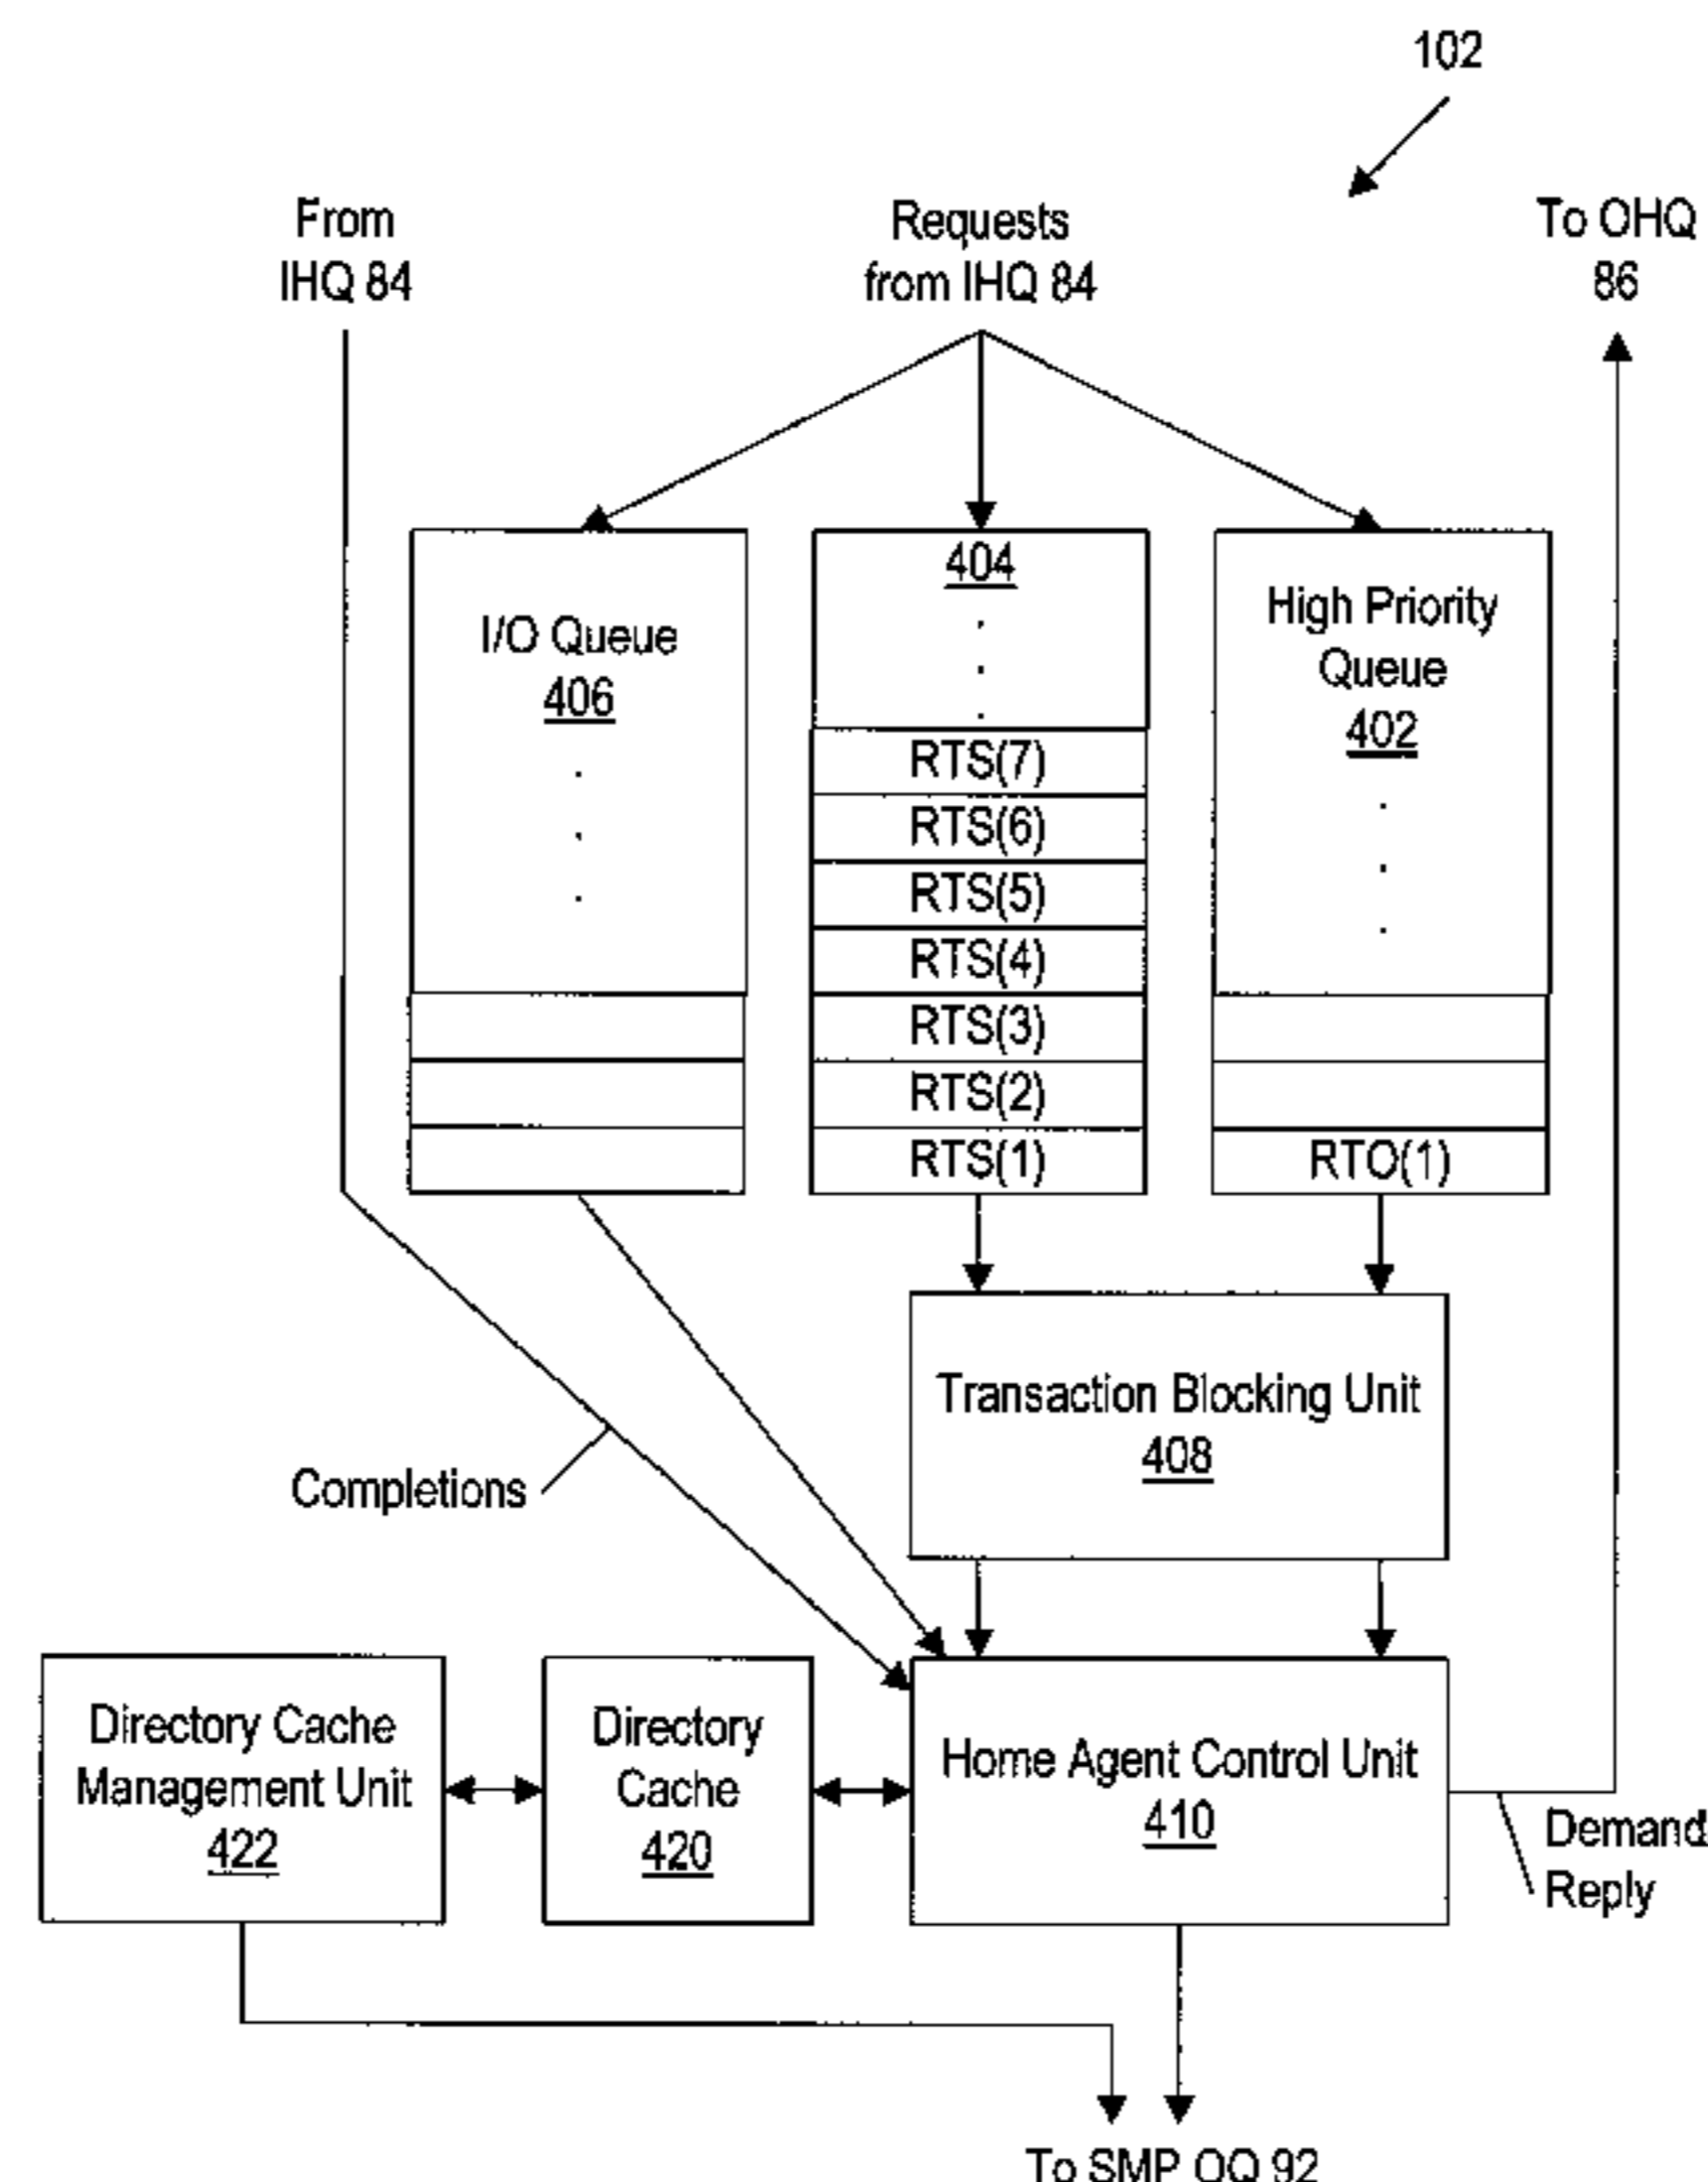 102
From
IHQ 84
Requests
from IHQ 84
To OHQ
86
I/O Queue
406
404
High Priority
Queue
402
RTS(7)
RTS(6)
RTS(5)
RTS(4)
RTS(3)
RTS(2)
RTS(1)
RTO(1)
Transaction Blocking Unit
408
Completions
Directory Cache
Management Unit
422
Directory
Cache
420
Home Agent Control Unit
410
Demand
Reply
To SMP OQ 92